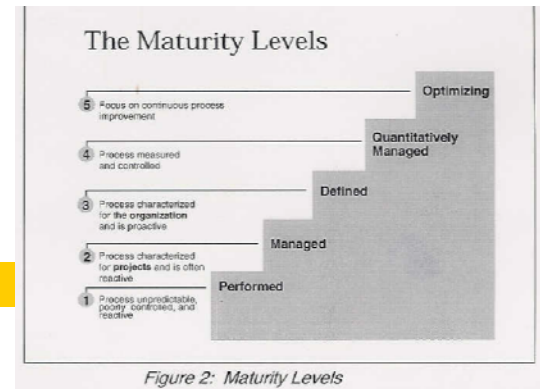 The Maturity Levels
Optimizing
5 Focus on continuous process
improvement
Quantitatively
Managed
4 Process measured
and controlled
Defined
3 Process characterized
for the organization
and is proactive
Managed
2 Process characterized
for projects and is often
reactive
Performed
1 Process unpredictable,
poorly controlled, and
reactive
Figure 2: Maturity Levels